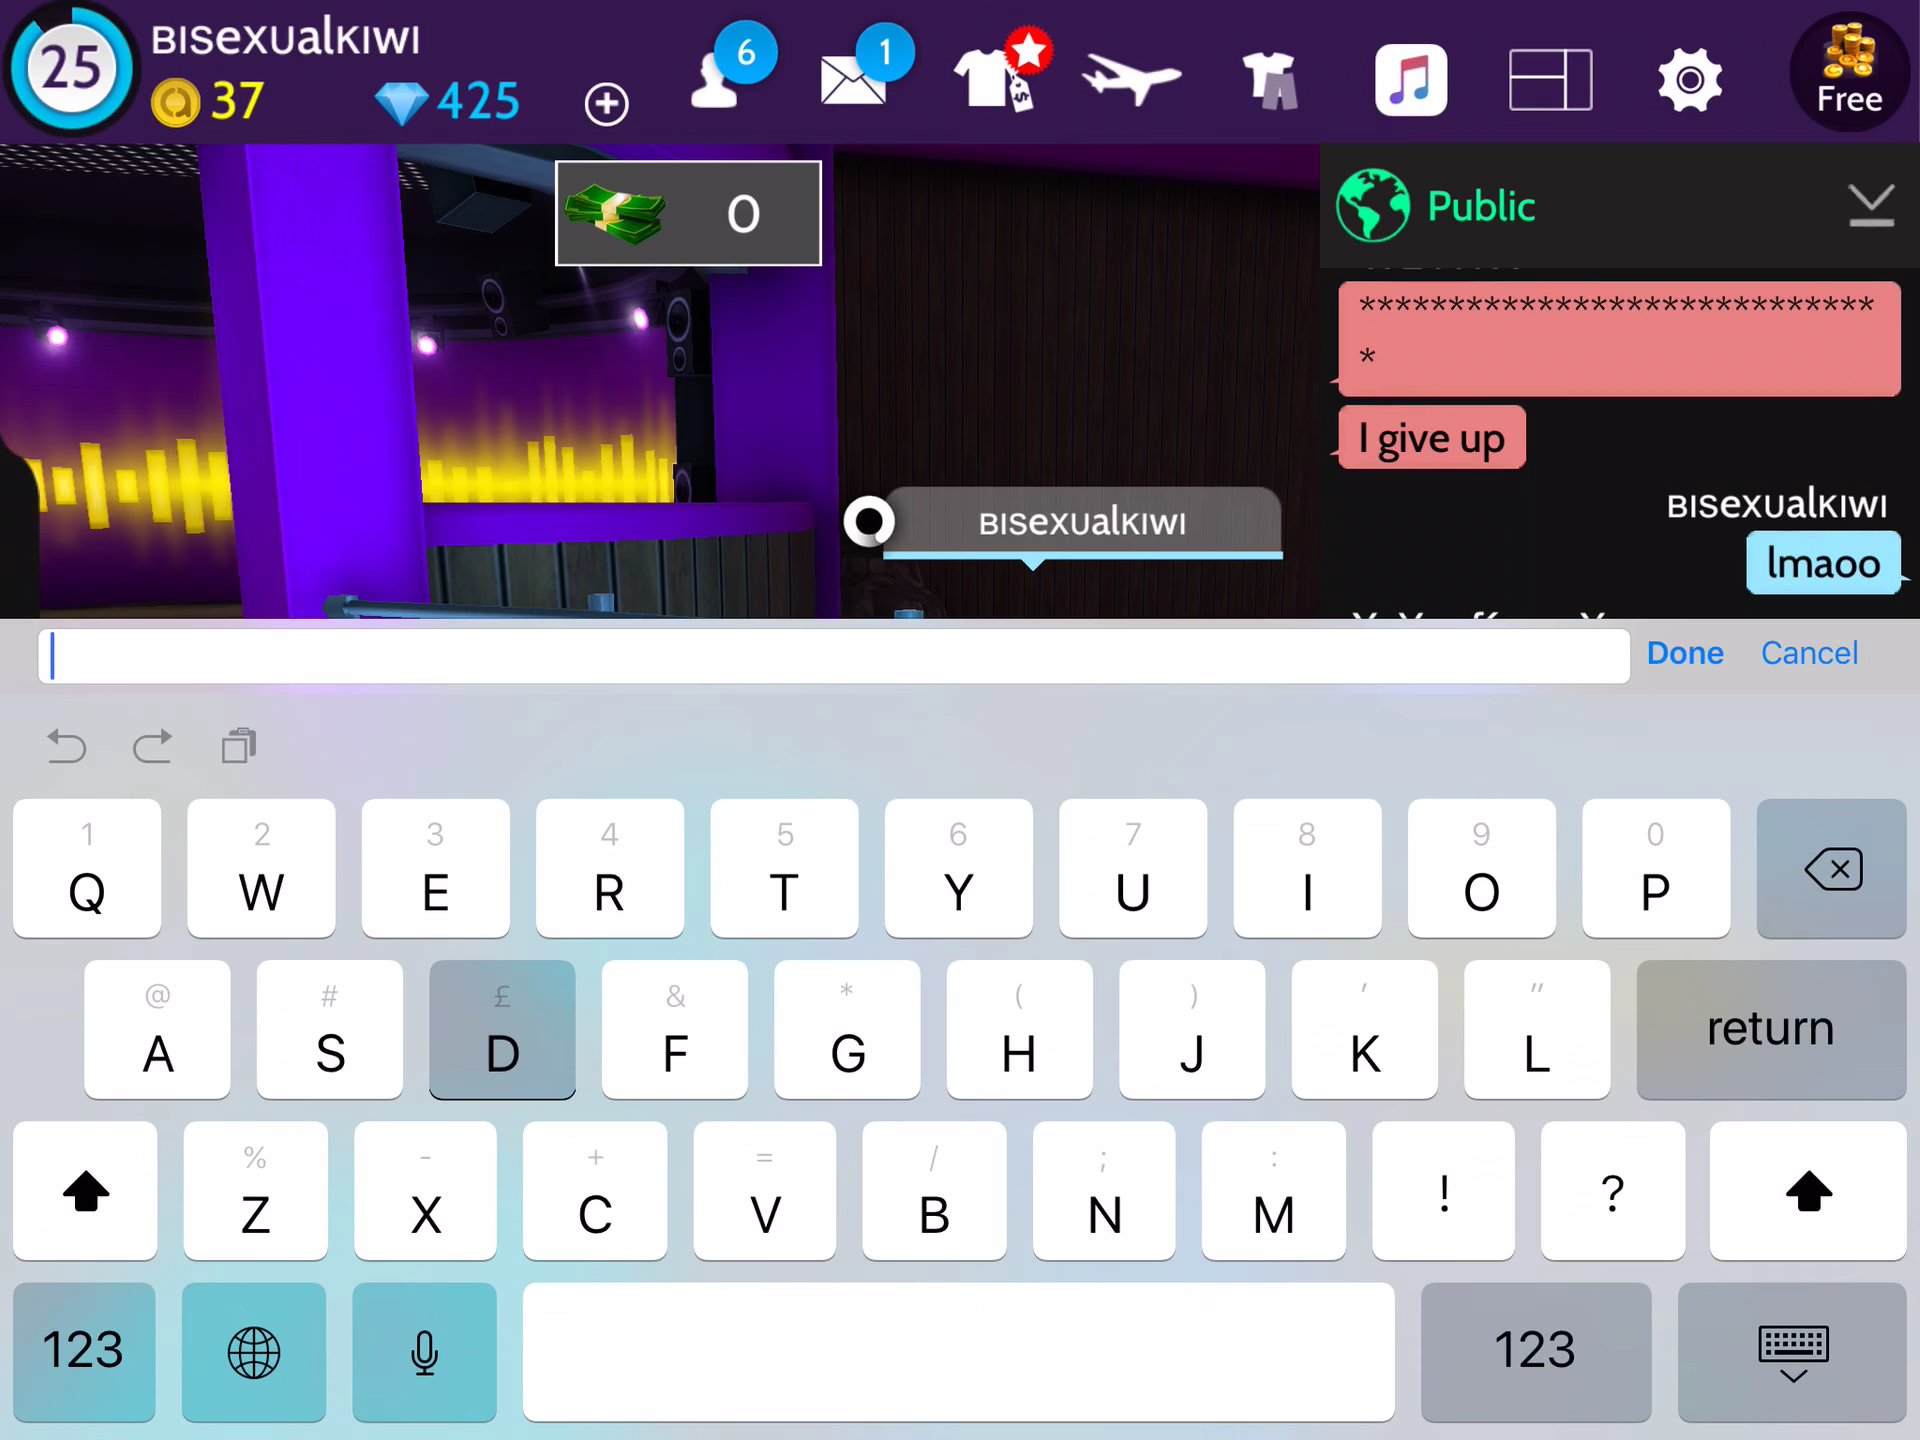 25
BISeXUalKIWI
37
425
6
1
Free
0
Public
*****************************
*
I give up
BISeXUalKIWI
lmaoo
BISeXUalKIWI
Done
Cancel
1 2 3 4 5 6 7 8 9 0
Q W E R T Y U I O P
@ # £ & * ( ) ' "
A S D F G H J K L return
% - + = / ; :
Z X C V B N M ! ?
123 123